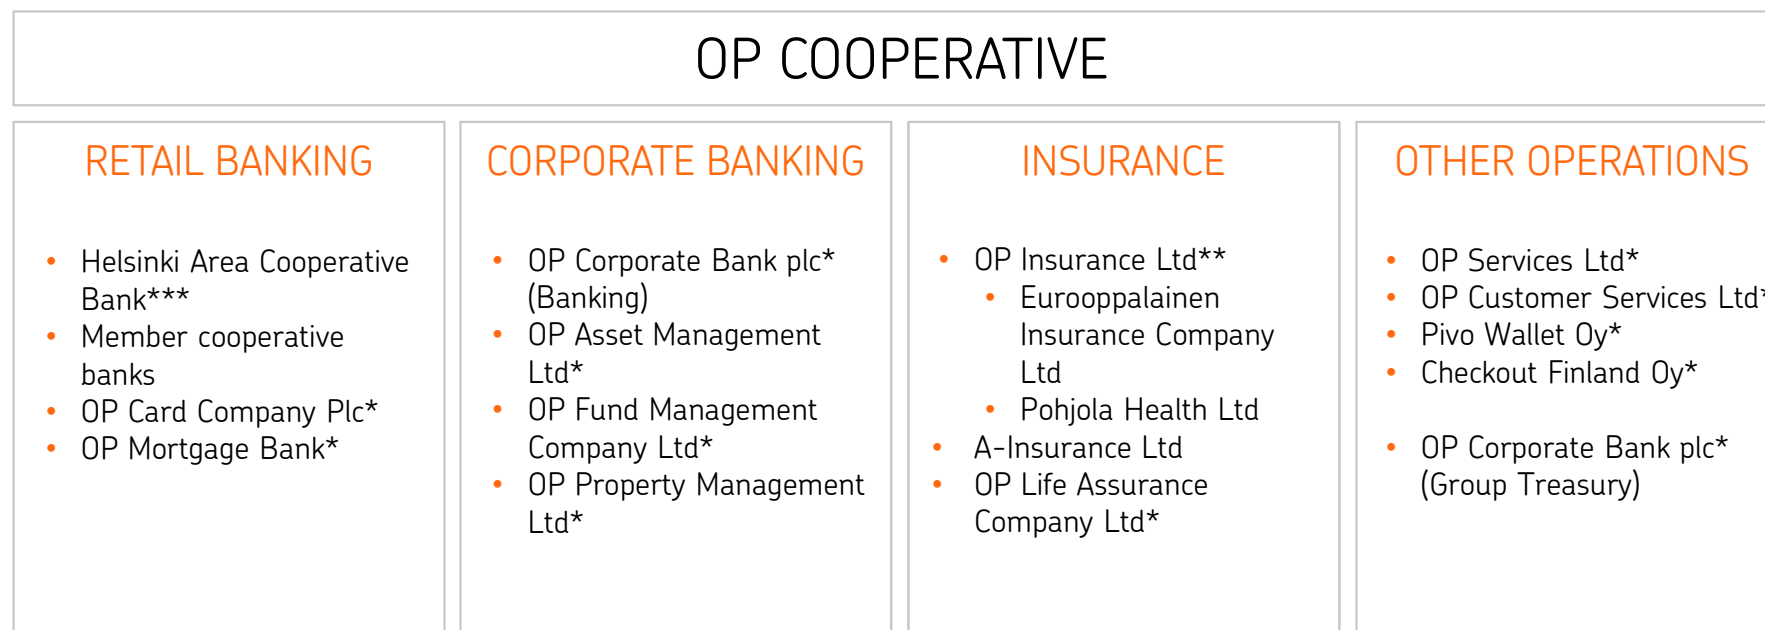 OP COOPERATIVE
RETAIL BANKING
• Helsinki Area Cooperative
Bank***
• Member cooperative
banks
• OP Card Company Plc*
• OP Mortgage Bank*
CORPORATE BANKING
• OP Corporate Bank plc*
(Banking)
• OP Asset Management
Ltd*
• OP Fund Management
Company Ltd*
• OP Property Management
Ltd*
INSURANCE
• OP Insurance Ltd**
• Eurooppalainen
Insurance Company
Ltd
• Pohjola Health Ltd
• A-Insurance Ltd
• OP Life Assurance
Company Ltd*
OTHER OPERATIONS
• OP Services Ltd*
• OP Customer Services Ltd*
• Pivo Wallet Oy*
• Checkout Finland Oy*
• OP Corporate Bank plc*
(Group Treasury)